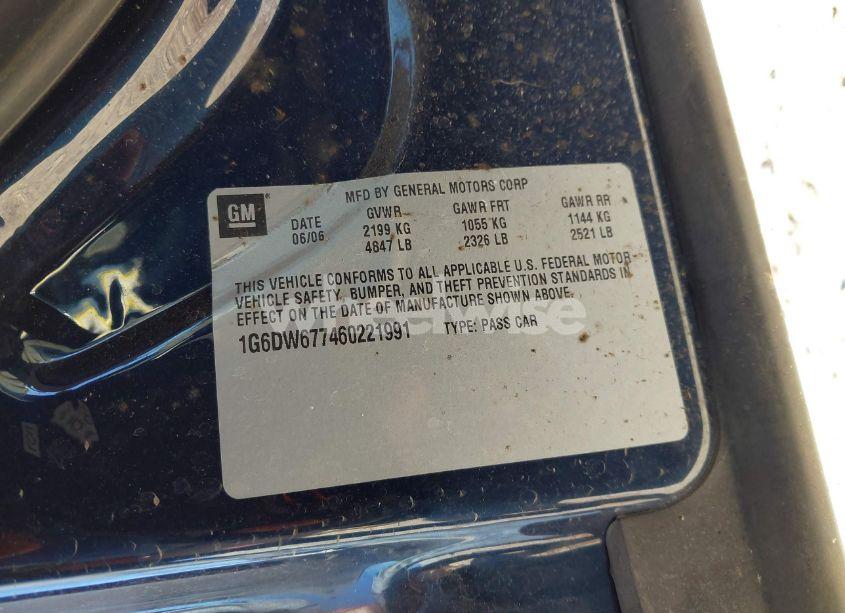 GM
MFD BY GENERAL MOTORS CORP
DATE GVWR GAWR FRT GAWR RR
06/06 2199 KG 1055 KG 1144 KG
4847 LB 2326 LB 2521 LB
THIS VEHICLE CONFORMS TO ALL APPLICABLE U.S. FEDERAL MOTOR
VEHICLE SAFETY, BUMPER, AND THEFT PREVENTION STANDARDS IN
EFFECT ON THE DATE OF MANUFACTURE SHOWN ABOVE.
1G6DW677460221991 TYPE: PASS CAR
wheelwise